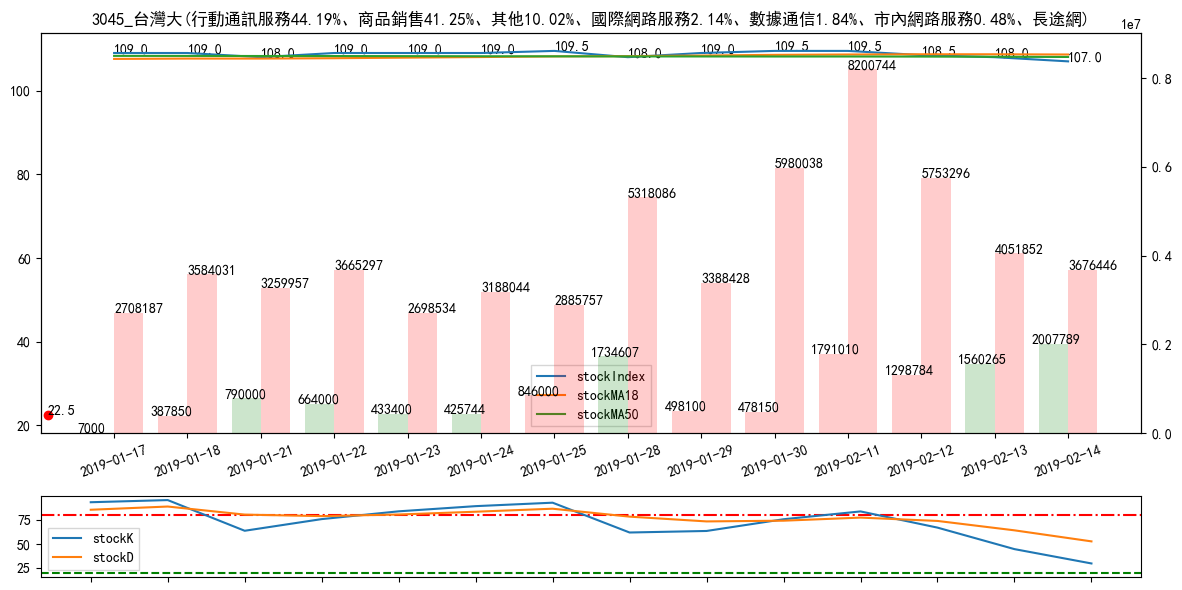 3045_台灣大(行動通訊服務44.19%、商品銷售41.25%、其他10.02%、國際網路服務2.14%、數據通信1.84%、市內網路服務0.48%、長途網)
1e7
109.0 109.0 108.0 109.0 109.0 109.0 109.5 108.0 109.0 109.5 109.5 108.5 108.0 107.0
100
80
60
40
20
0.8
0.6
0.4
0.2
0.0
2708187 3584031 3259957 3665297 2698534 3188044 2885757 5318086 3388428 5980038 8200744 5753296 4051852 3676446
22.5
7000 387850 790000 664000 433400 425744 846000 1734607 498100 478150 1791010 1298784 1560265 2007789
stockIndex
stockMA18
stockMA50
2019-01-17 2019-01-18 2019-01-21 2019-01-22 2019-01-23 2019-01-24 2019-01-25 2019-01-28 2019-01-29 2019-01-30 2019-02-11 2019-02-12 2019-02-13 2019-02-14
75
50
25
stockK
stockD